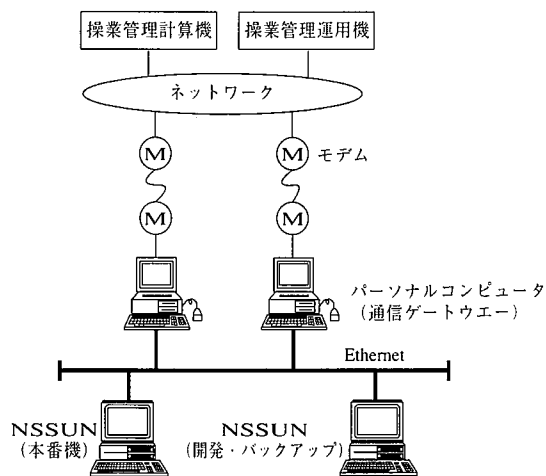 操業管理計算機
操業管理運用機
ネットワーク
M
M
モデム
M
M
パーソナルコンピュータ
(通信ゲートウエー)
Ethernet
NSSUN
(本番機)
NSSUN
(開発・バックアップ)